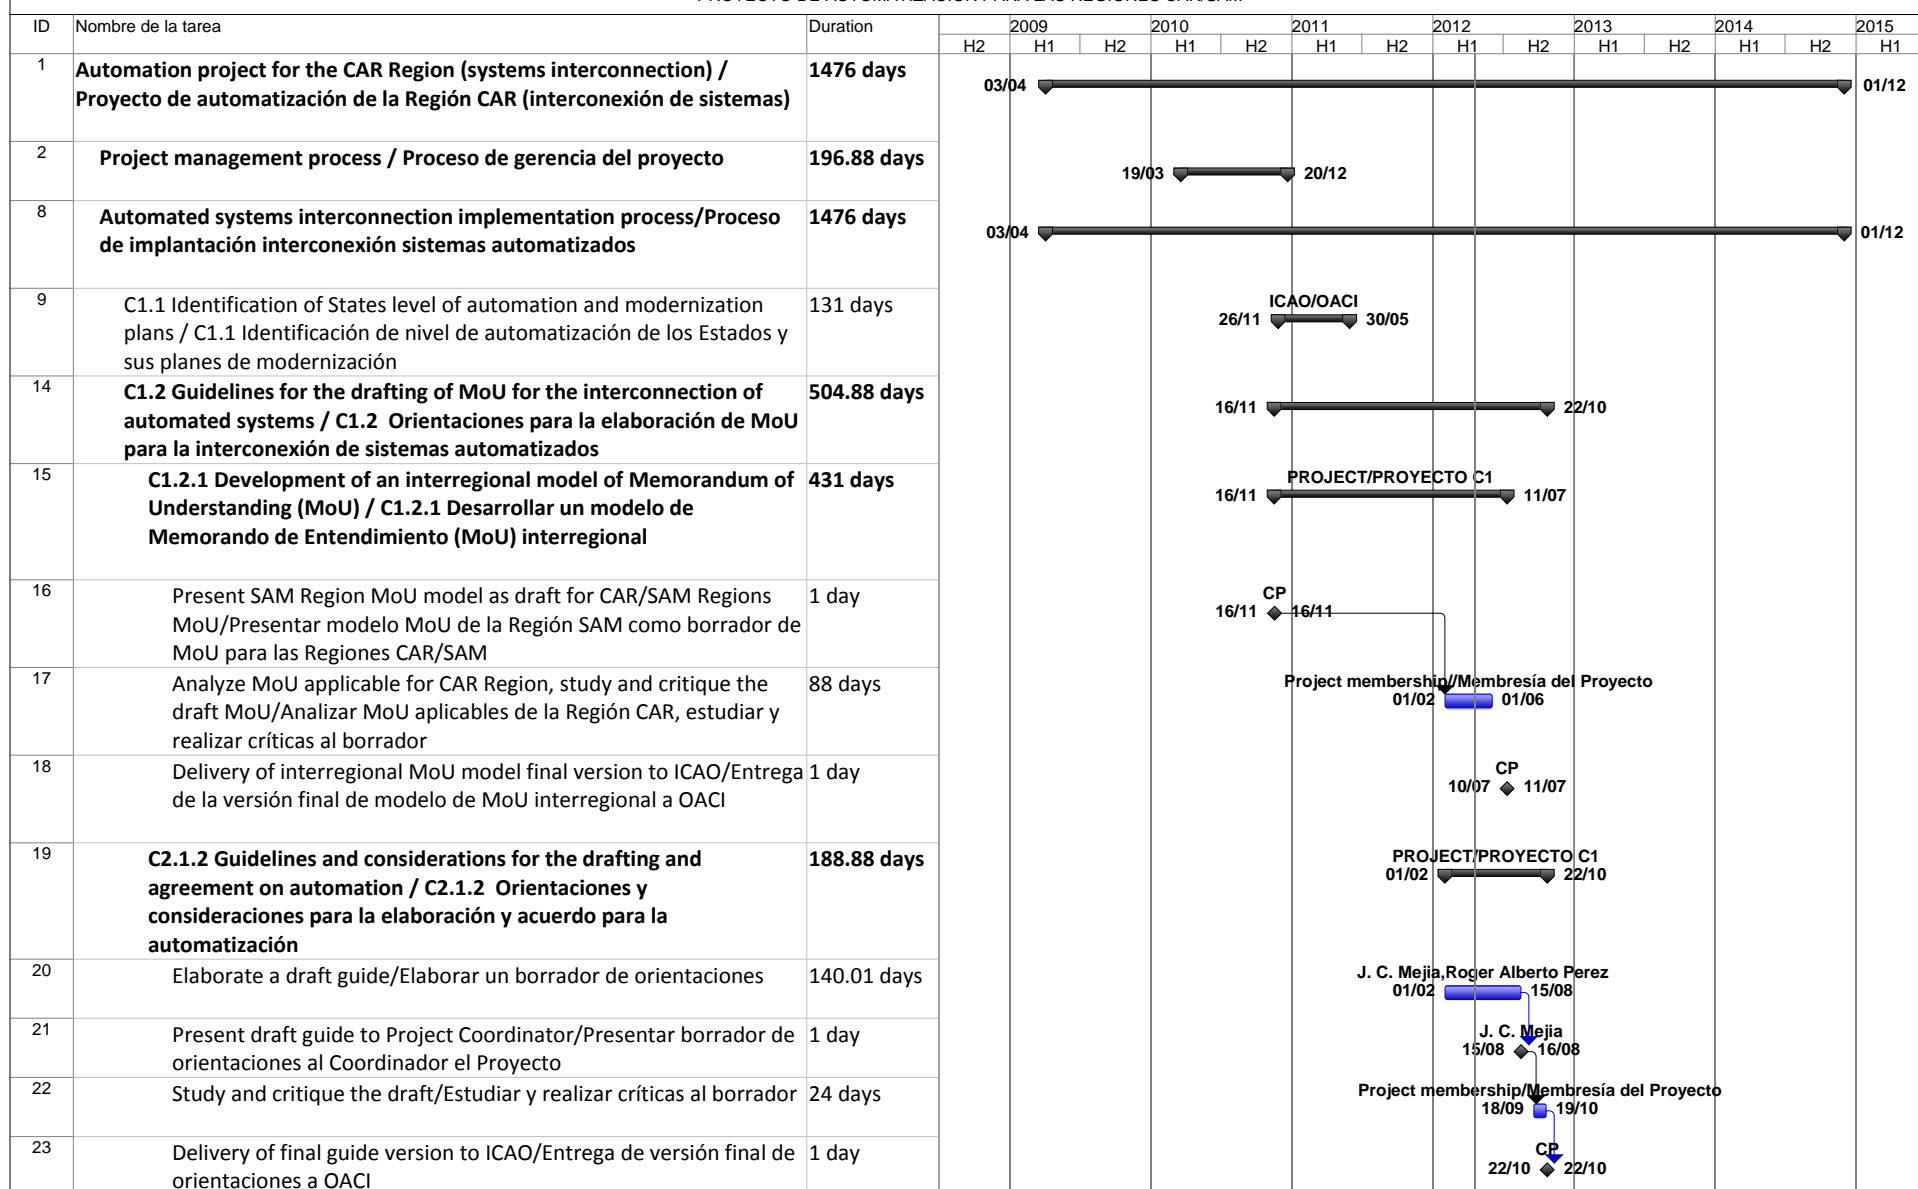 PROYECTO DE AUTOMATIZACIÓN PARA LAS REGIONES CAR/SAM
ID Nombre de la tarea Duration 2009 2010 2011 2012 2013 2014 2015
H2 H1 H2 H1 H2 H1 H2 H1 H2 H1 H2 H1 H2 H1
1 Automation project for the CAR Region (systems interconnection) / 1476 days
Proyecto de automatización de la Región CAR (interconexión de sistemas)
03/04 01/12
2 Project management process / Proceso de gerencia del proyecto 196.88 days
19/03 20/12
8 Automated systems interconnection implementation process/Proceso 1476 days
de implantación interconexión sistemas automatizados
03/04 01/12
9 C1.1 Identification of States level of automation and modernization 131 days
plans / C1.1 Identificación de nivel de automatización de los Estados y
sus planes de modernización
ICAO/OACI
26/11 30/05
14 C1.2 Guidelines for the drafting of MoU for the interconnection of 504.88 days
automated systems / C1.2 Orientaciones para la elaboración de MoU
para la interconexión de sistemas automatizados
16/11 22/10
15 C1.2.1 Development of an interregional model of Memorandum of 431 days
Understanding (MoU) / C1.2.1 Desarrollar un modelo de
Memorando de Entendimiento (MoU) interregional
PROJECT/PROYECTO C1
16/11 11/07
16 Present SAM Region MoU model as draft for CAR/SAM Regions 1 day
MoU/Presentar modelo MoU de la Región SAM como borrador de
MoU para las Regiones CAR/SAM
CP
16/11 16/11
17 Analyze MoU applicable for CAR Region, study and critique the 88 days
draft MoU/Analizar MoU aplicables de la Región CAR, estudiar y
realizar críticas al borrador
Project membership//Membresía del Proyecto
01/02 01/06
18 Delivery of interregional MoU model final version to ICAO/Entrega 1 day
de la versión final de modelo de MoU interregional a OACI
CP
10/07 11/07
19 C2.1.2 Guidelines and considerations for the drafting and 188.88 days
agreement on automation / C2.1.2 Orientaciones y
consideraciones para la elaboración y acuerdo para la
automatización
PROJECT/PROYECTO C1
01/02 22/10
20 Elaborate a draft guide/Elaborar un borrador de orientaciones 140.01 days
J. C. Mejia,Roger Alberto Perez
01/02 15/08
21 Present draft guide to Project Coordinator/Presentar borrador de 1 day
orientaciones al Coordinador el Proyecto
J. C. Mejia
15/08 16/08
22 Study and critique the draft/Estudiar y realizar críticas al borrador 24 days
Project membership/Membresía del Proyecto
18/09 19/10
23 Delivery of final guide version to ICAO/Entrega de versión final de 1 day
orientaciones a OACI
CP
22/10 22/10